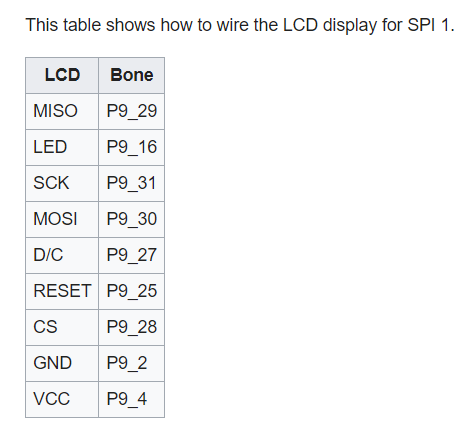 This table shows how to wire the LCD display for SPI 1.
LCD Bone
MISO P9_29
LED P9_16
SCK P9_31
MOSI P9_30
D/C P9_27
RESET P9_25
CS P9_28
GND P9_2
VCC P9_4